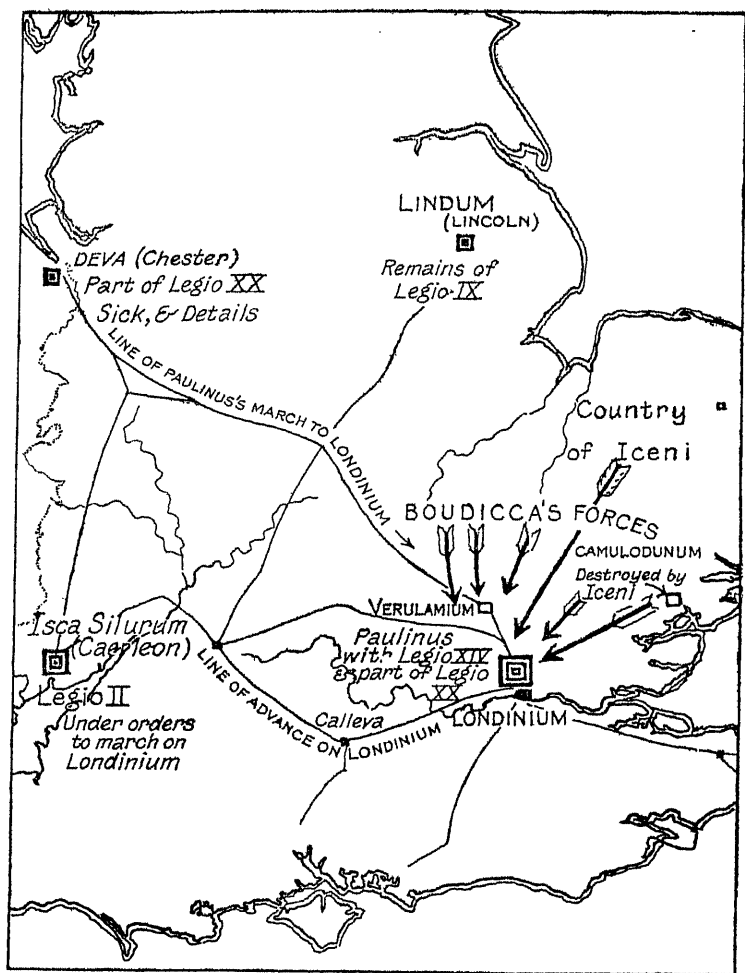 LINDUM
(LINCOLN)
Remains of
Legio IX
DEVA (Chester)
Part of Legio XX
Sick, & Details
LINE OF PAULINUS'S MARCH TO LONDINIUM
Country
of Iceni
BOUDICCA'S FORCES
CAMULODUNUM
Destroyed by
Iceni
VERULAMIUM
Isca Silurum
(Caerleon)
Legio II
Under orders
to march on
Londinium
Paulinus
with Legio XIV
& part of Legio
XX
LINE OF ADVANCE ON LONDINIUM
Calleva
LONDINIUM